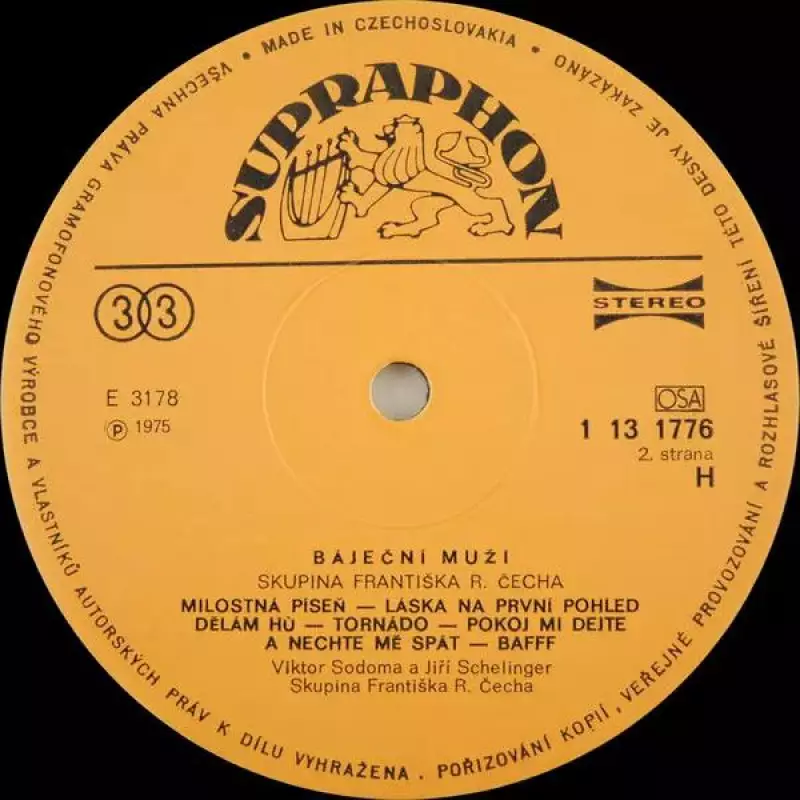 SUPRAPHON
33
STEREO
E 3178
Ⓟ 1975
OSA
1 13 1776
2. strana
H
BÁJEČNÍ MUŽI
SKUPINA FRANTIŠKA R. ČECHA
MILOSTNÁ PÍSEŇ — LÁSKA NA PRVNÍ POHLED
DĚLÁM HŮ — TORNÁDO — POKOJ MI DEJTE
A NECHTE MĚ SPÁT — BAFFF
Viktor Sodoma a Jiří Schelinger
Skupina Františka R. Čecha
• MADE IN CZECHOSLOVAKIA •
VŠECHNA PRÁVA GRAMOFONOVÉHO VÝROBCE A VLASTNÍKŮ AUTORSKÝCH PRÁV K DÍLU VYHRAŽENA . POŘIZOVÁNÍ KOPIÍ, VEŘEJNÉ PROVOZOVÁNÍ A ROZHLASOVÉ ŠÍŘENÍ TÉTO DESKY JE ZAKÁZÁNO